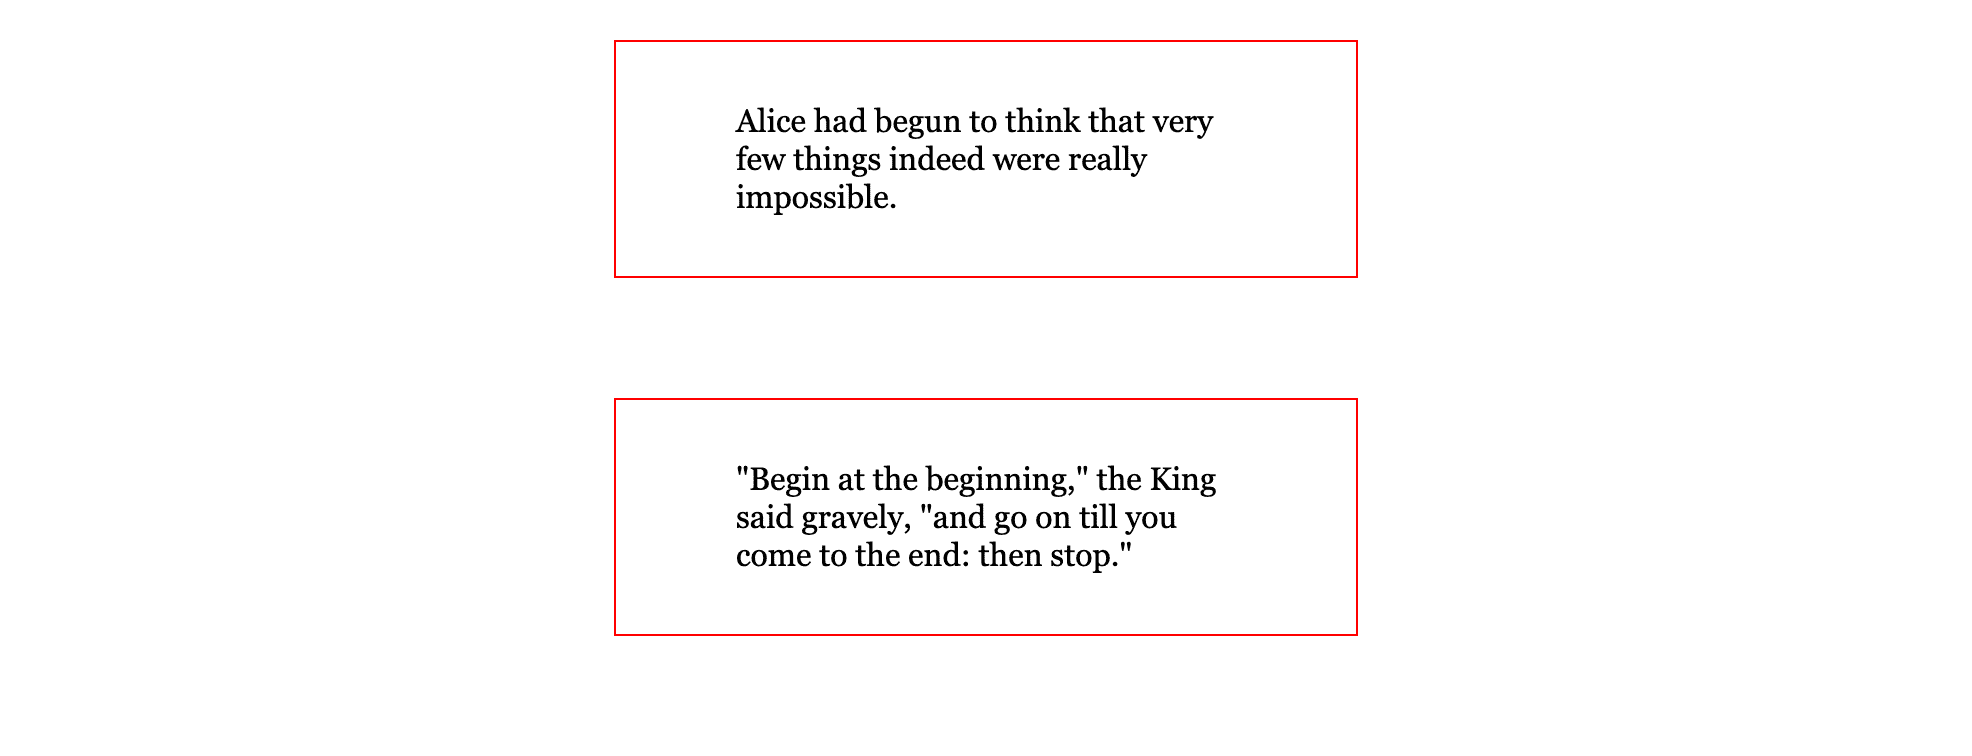 Alice had begun to think that very
few things indeed were really
impossible.
"Begin at the beginning," the King
said gravely, "and go on till you
come to the end: then stop."